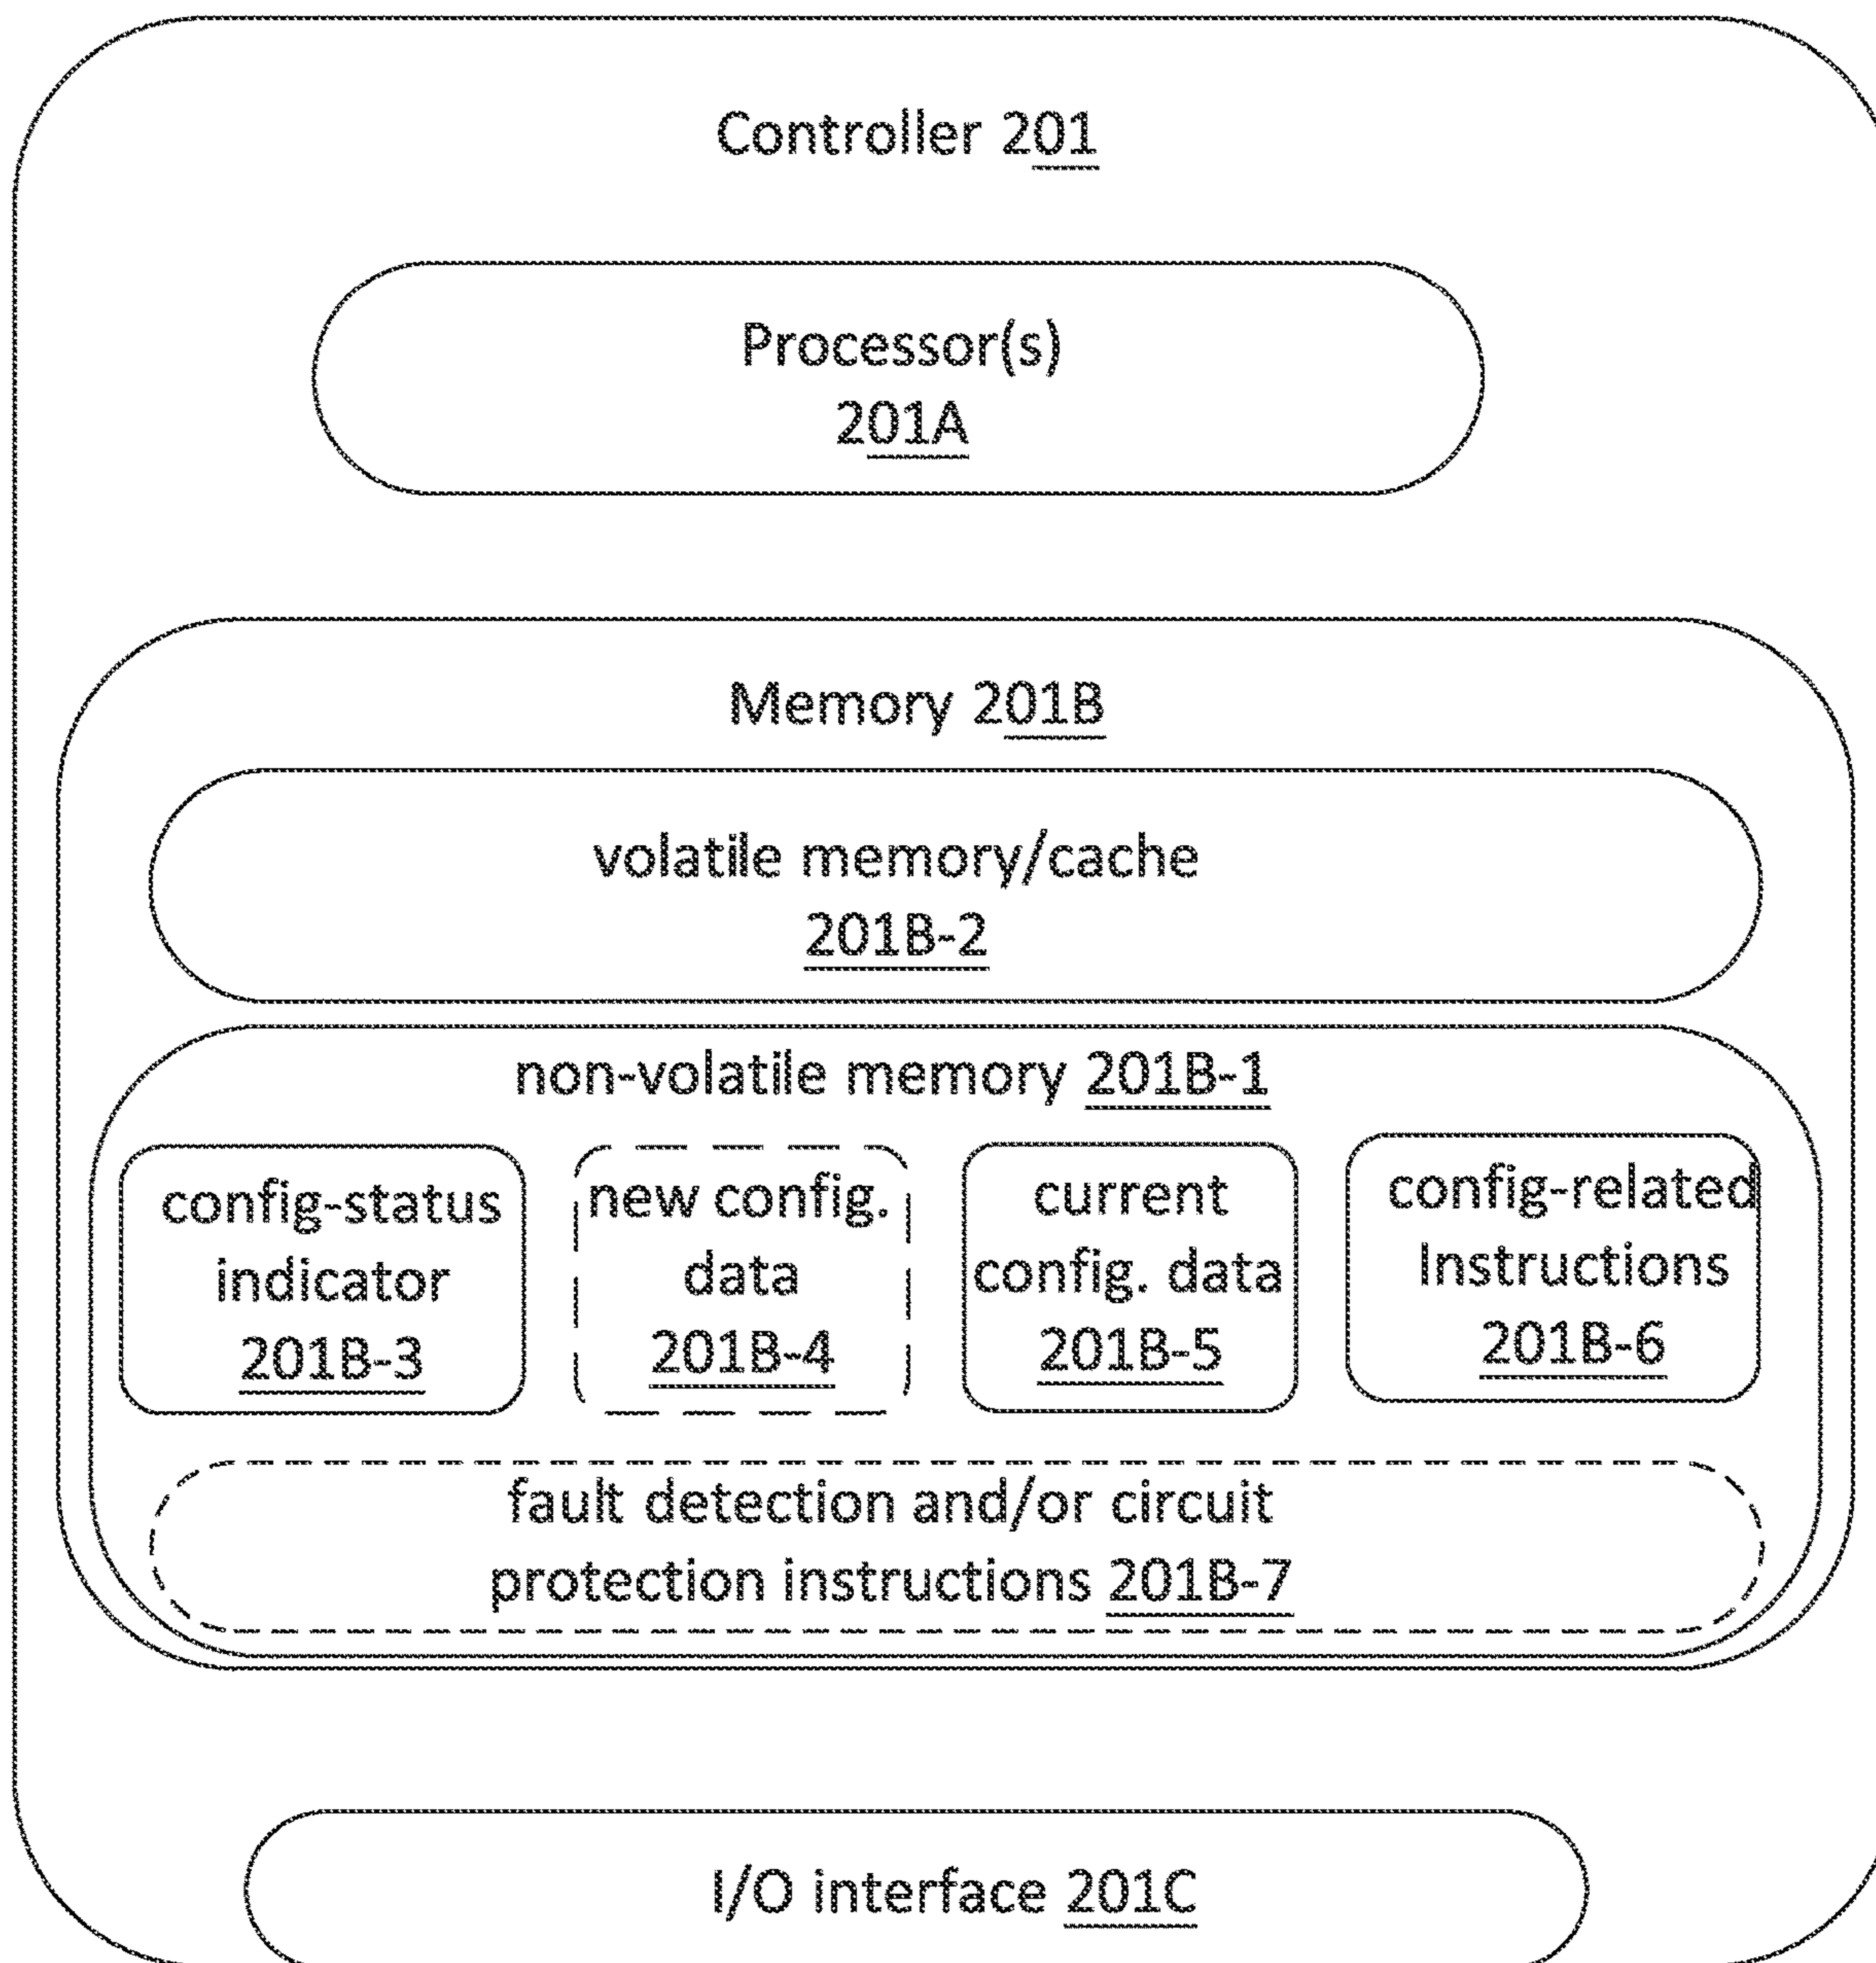 Controller 201
Processor(s)
201A
Memory 201B
volatile memory/cache
201B-2
non-volatile memory 201B-1
config-status
indicator
201B-3
new config.
data
201B-4
current
config. data
201B-5
config-related
Instructions
201B-6
fault detection and/or circuit
protection instructions 201B-7
I/O interface 201C